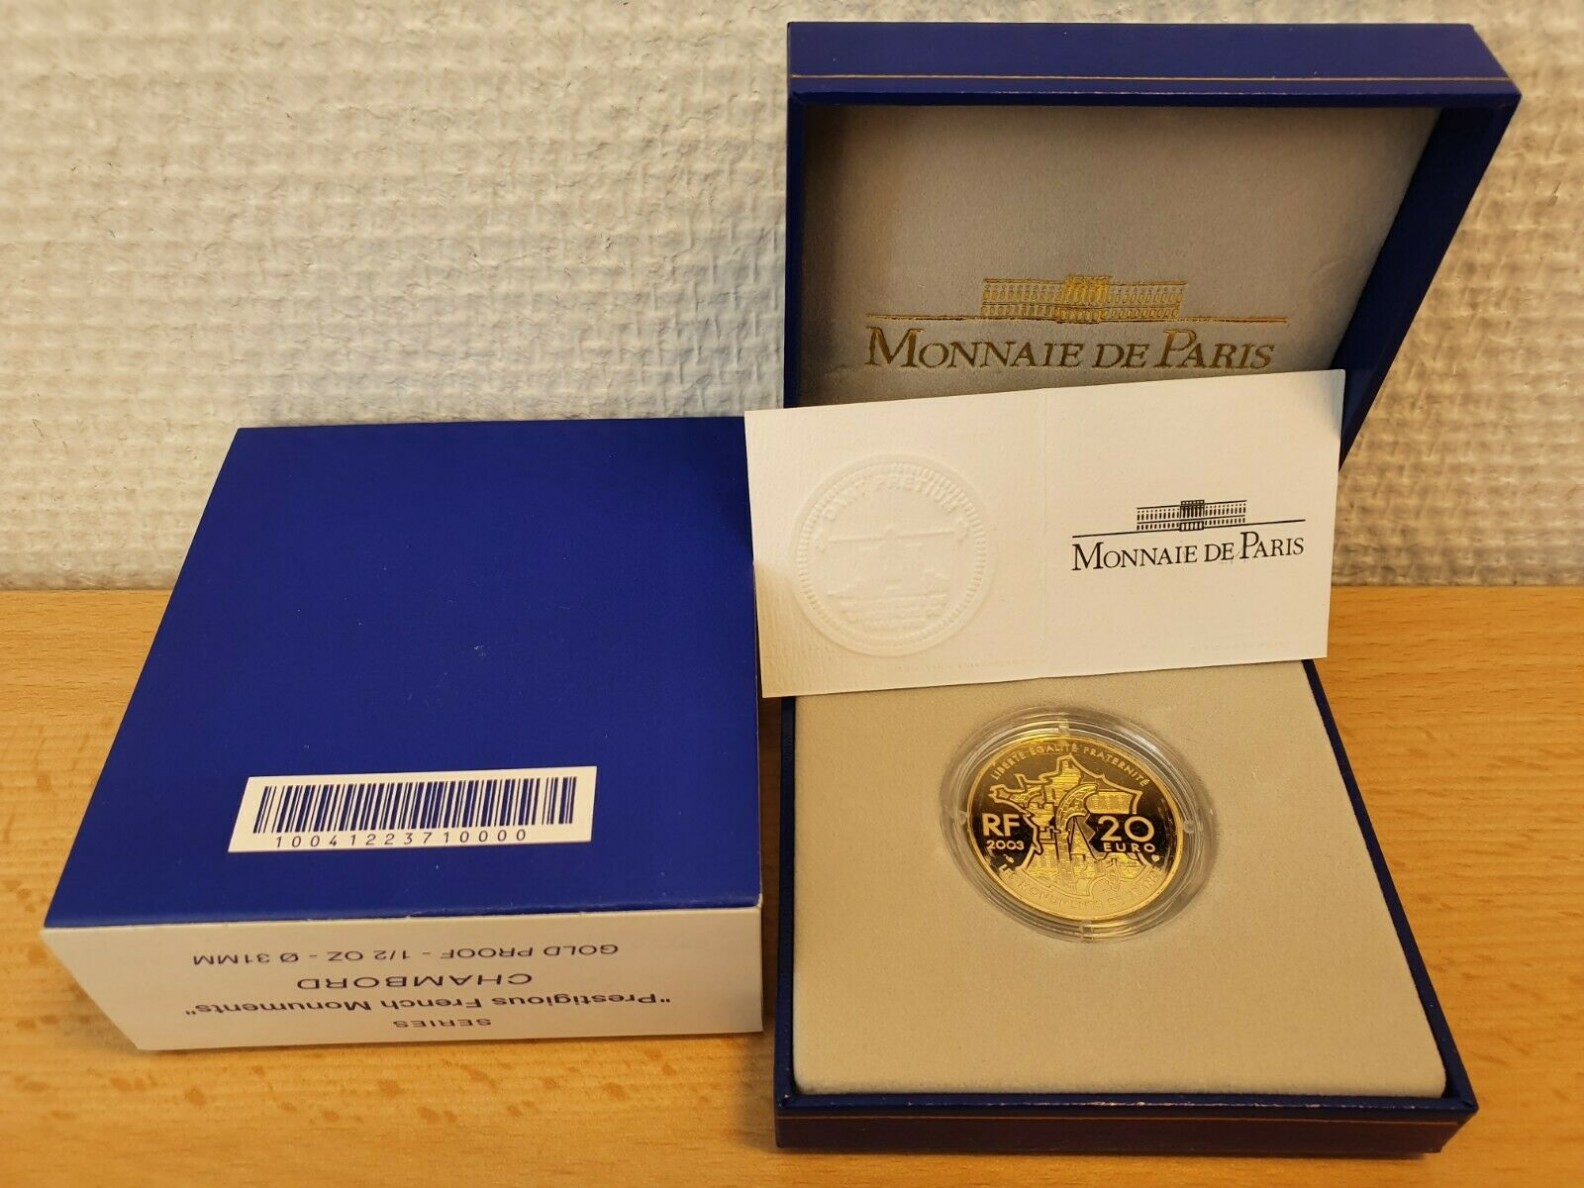 MONNAIE DE PARIS
MONNAIE DE PARIS
LIBERTÉ ÉGALITÉ FRATERNITÉ
RF
2003
20
EURO
10041223710000
SERIES
"Prestigious French Monuments"
CHAMBORD
GOLD PROOF - 1/2 OZ - Ø 31MM